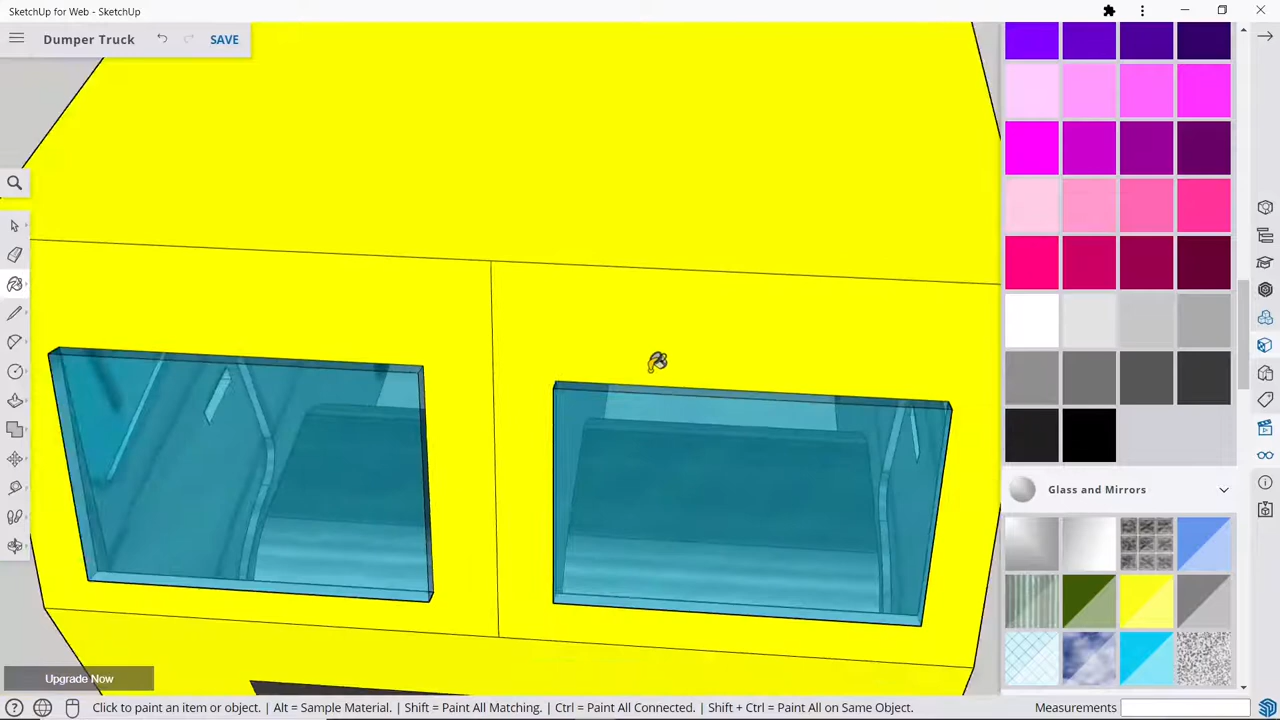 SketchUp for Web - SketchUp
Dumper Truck
SAVE
Glass and Mirrors
Upgrade Now
Click to paint an item or object. | Alt = Sample Material. | Shift = Paint All Matching. | Ctrl = Paint All Connected. | Shift + Ctrl = Paint All on Same Object.
Measurements